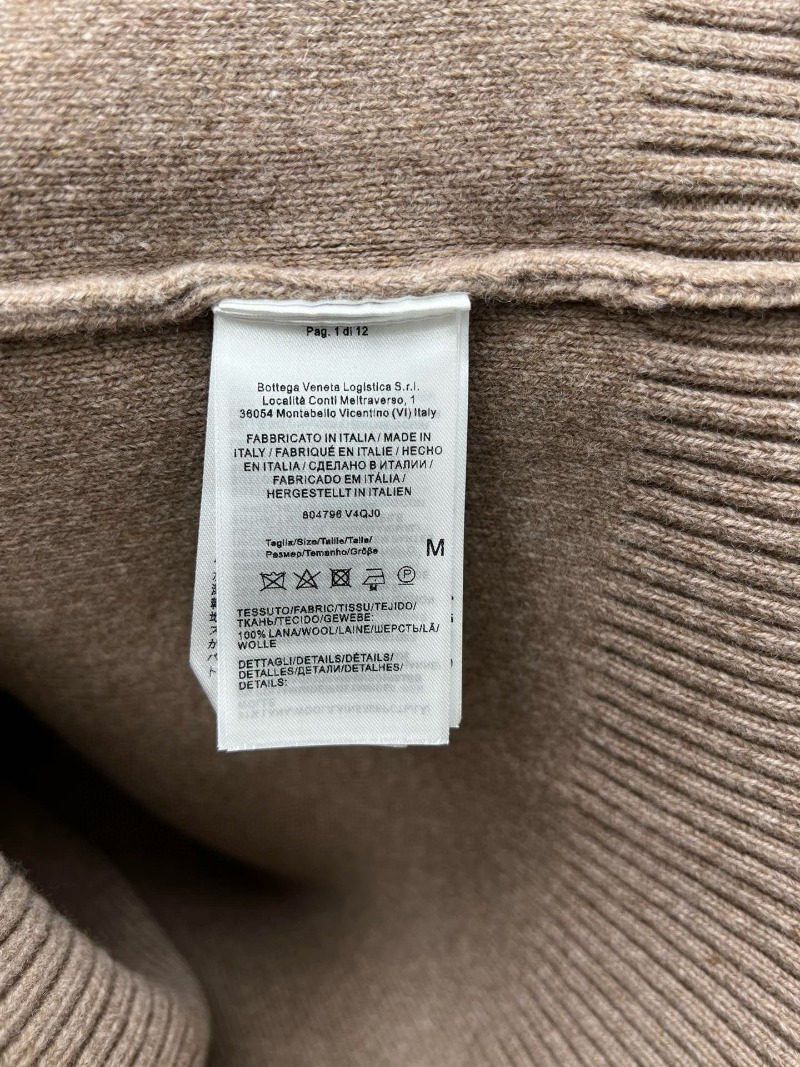 Pag. 1 di 12
Bottega Veneta Logistica S.r.l.
Località Conti Meltraverso, 1
36054 Montebello Vicentino (VI) Italy
FABBRICATO IN ITALIA / MADE IN
ITALY / FABRIQUÉ EN ITALIE / HECHO
EN ITALIA / СДЕЛАНО В ИТАЛИИ /
FABRICADO EM ITÁLIA /
HERGESTELLT IN ITALIEN
804796 V4QJ0
Taglia/Size/Taille/Talla/
Размер/Tamanho/Größe
M
P
M
TESSUTO/FABRIC/TISSU/TEJIDO/
ТКАНЬ/TECIDO/GEWEBE:
100% LANA/WOOL/LAINE/ШЕРСТЬ/LÃ/
WOLLE
DETTAGLI/DETAILS/DÉTAILS/
DETALLES/ДЕТАЛИ/DETALHES/
DETAILS: